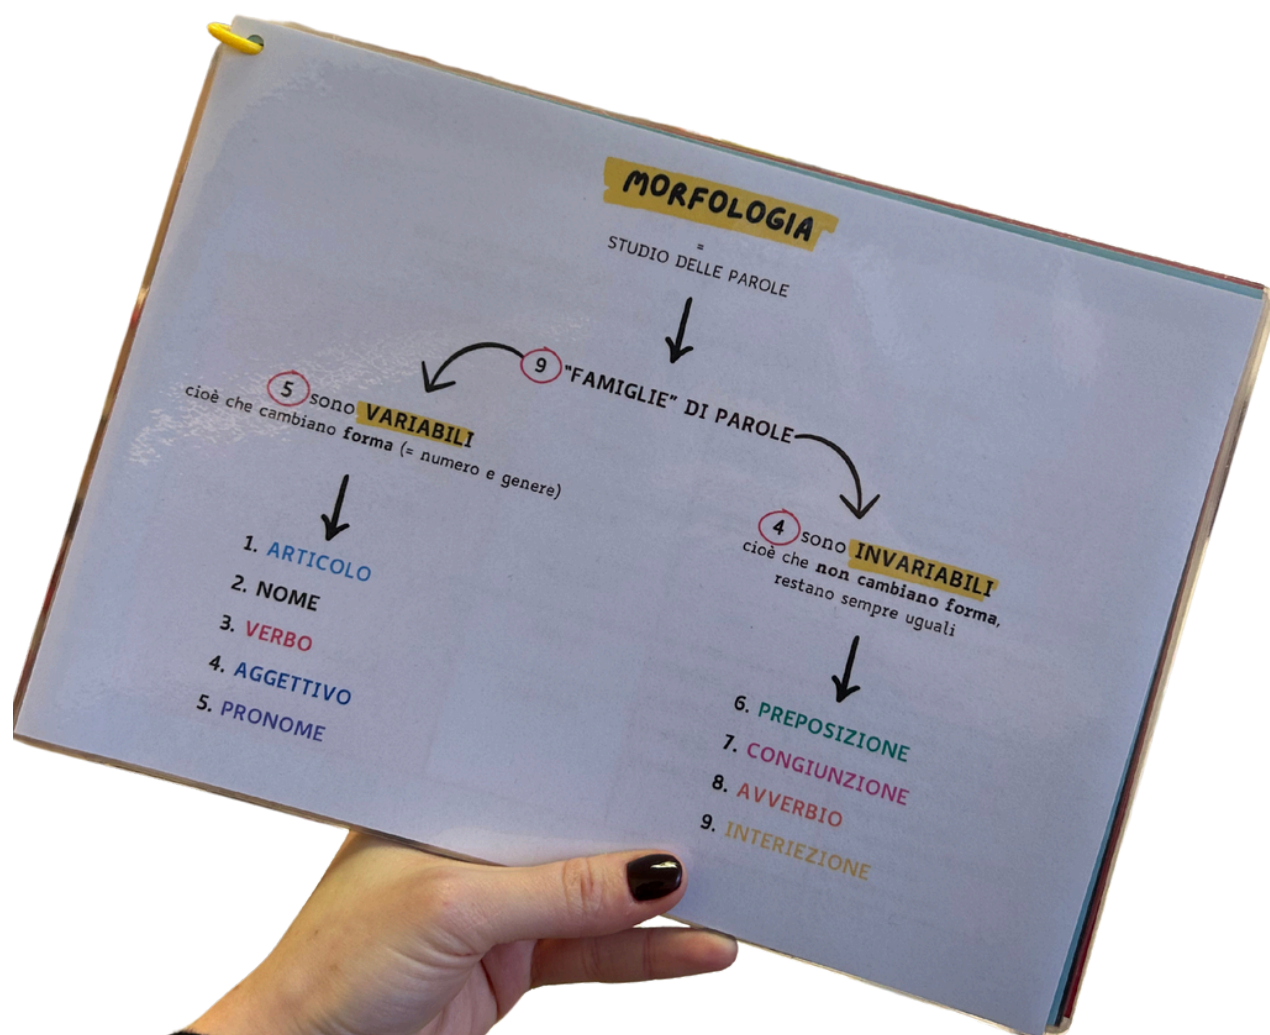 MORFOLOGIA
=
STUDIO DELLE PAROLE
9 "FAMIGLIE" DI PAROLE
5 sono VARIABILI
cioè che cambiano forma (= numero e genere)
1. ARTICOLO
2. NOME
3. VERBO
4. AGGETTIVO
5. PRONOME
4 sono INVARIABILI
cioè che non cambiano forma,
restano sempre uguali
6. PREPOSIZIONE
7. CONGIUNZIONE
8. AVVERBIO
9. INTERIEZIONE